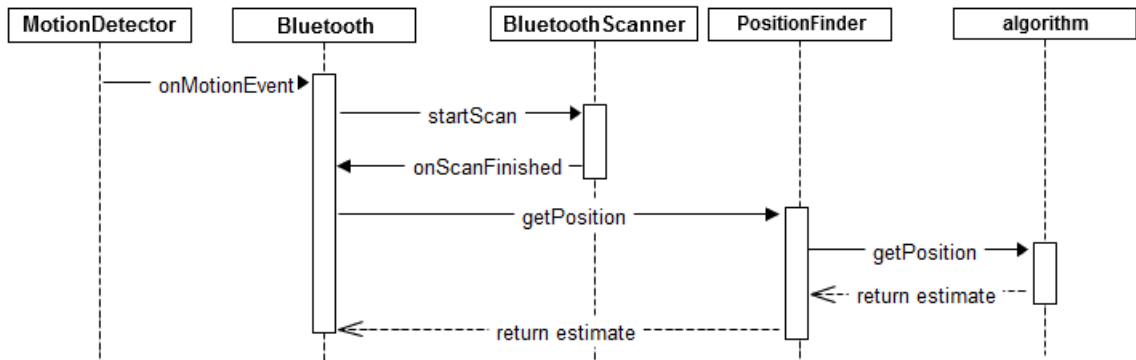 MotionDetector
Bluetooth
BluetoothScanner
PositionFinder
algorithm
onMotionEvent
startScan
onScanFinished
getPosition
getPosition
return estimate
return estimate